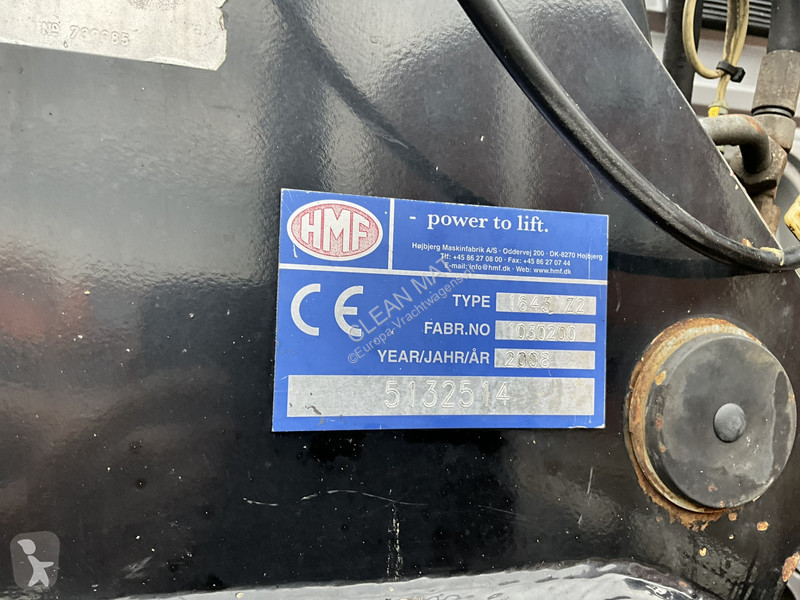 HMF
- power to lift.
Højbjerg Maskinfabrik A/S · Oddervej 200 · DK-8270 Højbjerg
Tlf: +45 86 27 08 00 · Fax: +45 86 27 07 44
E-mail: info@hmf.dk · Web: www.hmf.dk
CE
TYPE
FABR.NO 030200
YEAR/JAHR/ÅR 2008
5132514
CLEAN MAT
©Europa Vrachtwagens